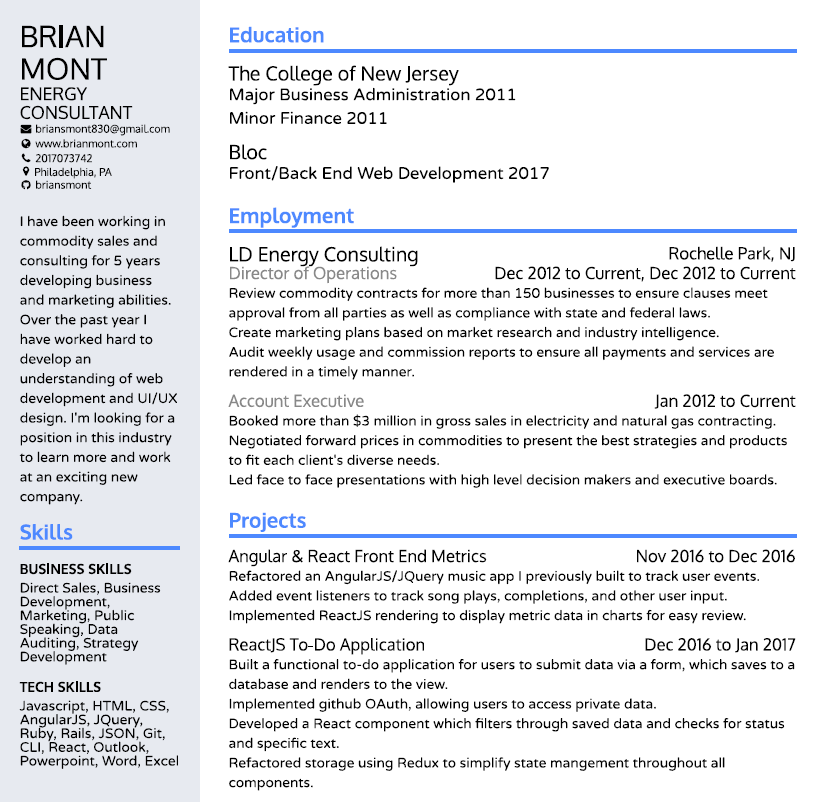 BRIAN
MONT
ENERGY
CONSULTANT
briansmont830@gmail.com
www.brianmont.com
2017073742
Philadelphia, PA
briansmont
I have been working in
commodity sales and
consulting for 5 years
developing business
and marketing abilities.
Over the past year I
have worked hard to
develop an
understanding of web
development and UI/UX
design. I'm looking for a
position in this industry
to learn more and work
at an exciting new
company.
Skills
BUSINESS SKILLS
Direct Sales, Business
Development,
Marketing, Public
Speaking, Data
Auditing, Strategy
Development
TECH SKILLS
Javascript, HTML, CSS,
AngularJS, JQuery,
Ruby, Rails, JSON, Git,
CLI, React, Outlook,
Powerpoint, Word, Excel
Education
The College of New Jersey
Major Business Administration 2011
Minor Finance 2011
Bloc
Front/Back End Web Development 2017
Employment
LD Energy Consulting Rochelle Park, NJ
Director of Operations Dec 2012 to Current, Dec 2012 to Current
Review commodity contracts for more than 150 businesses to ensure clauses meet
approval from all parties as well as compliance with state and federal laws.
Create marketing plans based on market research and industry intelligence.
Audit weekly usage and commission reports to ensure all payments and services are
rendered in a timely manner.
Account Executive Jan 2012 to Current
Booked more than $3 million in gross sales in electricity and natural gas contracting.
Negotiated forward prices in commodities to present the best strategies and products
to fit each client's diverse needs.
Led face to face presentations with high level decision makers and executive boards.
Projects
Angular & React Front End Metrics Nov 2016 to Dec 2016
Refactored an AngularJS/JQuery music app I previously built to track user events.
Added event listeners to track song plays, completions, and other user input.
Implemented ReactJS rendering to display metric data in charts for easy review.
ReactJS To-Do Application Dec 2016 to Jan 2017
Built a functional to-do application for users to submit data via a form, which saves to a
database and renders to the view.
Implemented github OAuth, allowing users to access private data.
Developed a React component which filters through saved data and checks for status
and specific text.
Refactored storage using Redux to simplify state mangement throughout all
components.